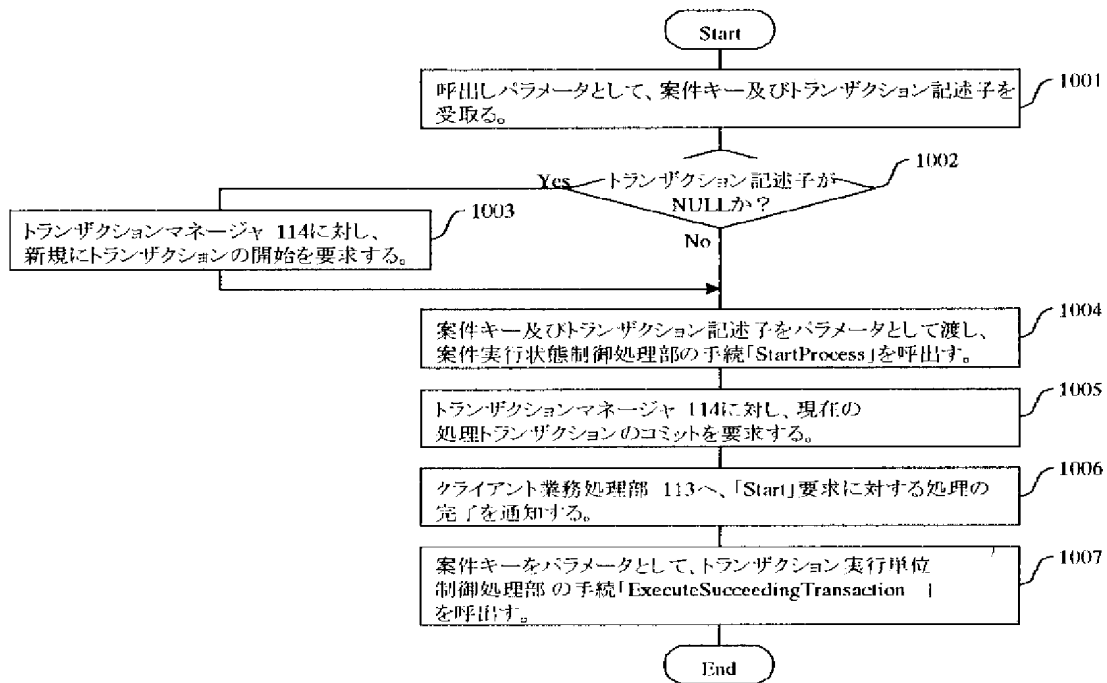 Start
呼出しパラメータとして、案件キー及びトランザクション記述子を
受取る。
1001
トランザクション記述子が
NULLか？
1002
Yes
No
トランザクションマネージャ 114に対し、
新規にトランザクションの開始を要求する。
1003
案件キー及びトランザクション記述子をパラメータとして渡し、
案件実行状態制御処理部の手続「StartProcess」を呼出す。
1004
トランザクションマネージャ 114に対し、現在の
処理トランザクションのコミットを要求する。
1005
クライアント業務処理部 113へ、「Start」要求に対する処理の
完了を通知する。
1006
案件キーをパラメータとして、トランザクション実行単位
制御処理部 の手続「ExecuteSucceedingTransaction 」
を呼出す。
1007
End